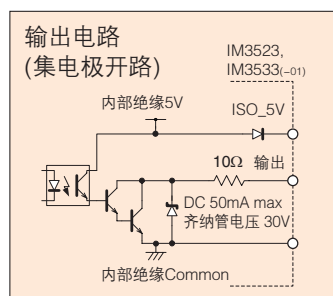 输出电路
(集电极开路)
IM3523,
IM3533(-01)
内部绝缘5V
ISO_5V
10Ω 输出
DC 50mA max
齐纳管电压 30V
内部绝缘Common